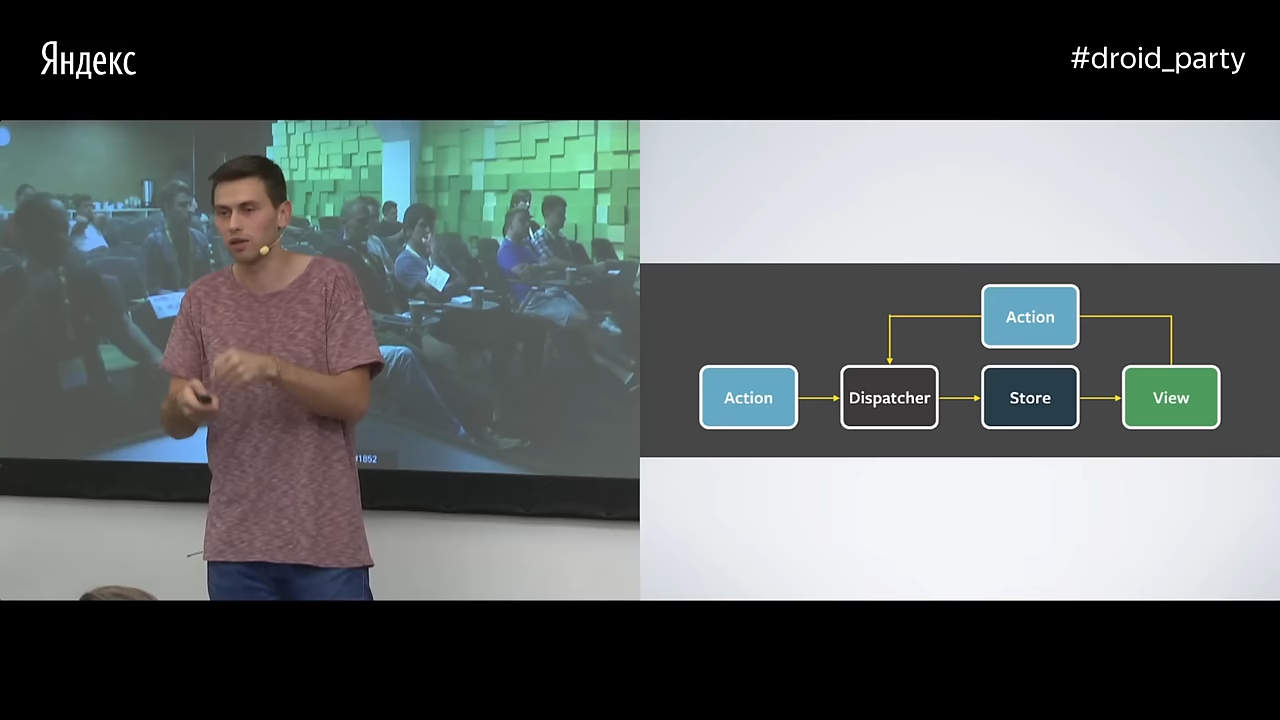 Яндекс
#droid_party
Action
Action
Dispatcher
Store
View